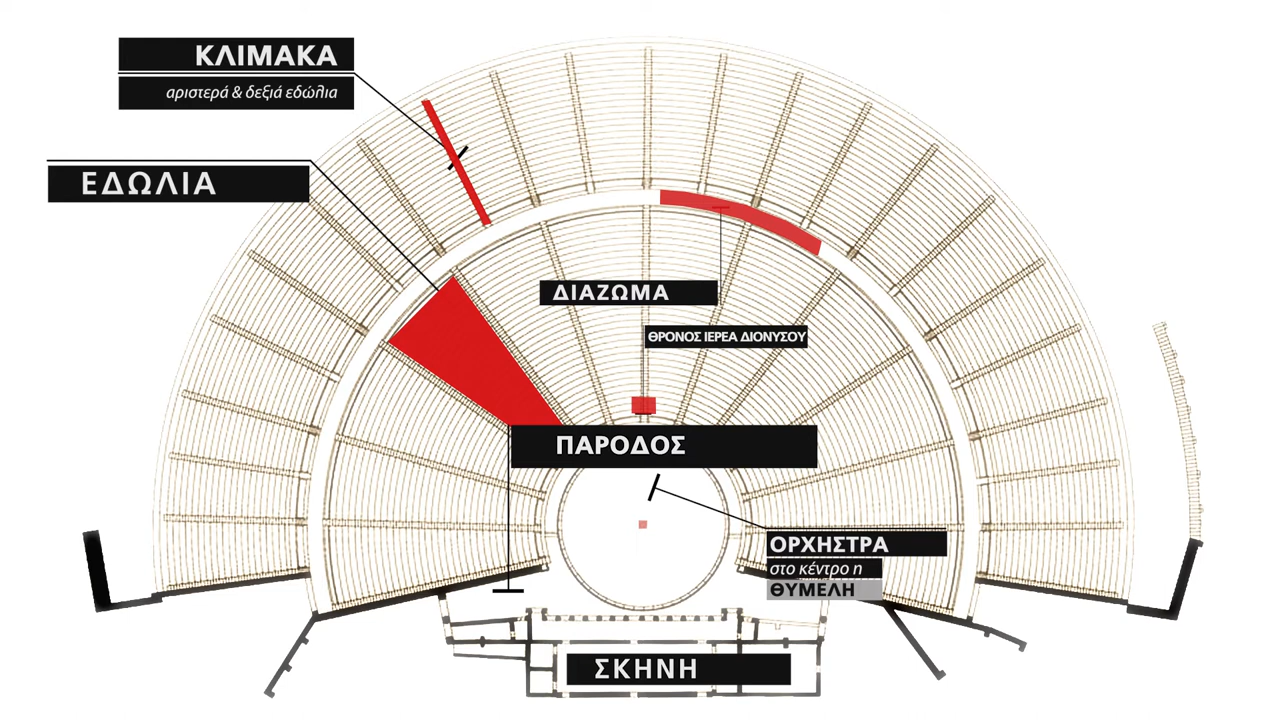 ΚΛΙΜΑΚΑ
αριστερά & δεξιά εδώλια
ΕΔΩΛΙΑ
ΔΙΑΖΩΜΑ
ΘΡΟΝΟΣ ΙΕΡΕΑ ΔΙΟΝΥΣΟΥ
ΠΑΡΟΔΟΣ
ΟΡΧΗΣΤΡΑ
στο κέντρο η
ΘΥΜΕΛΗ
ΣΚΗΝΗ